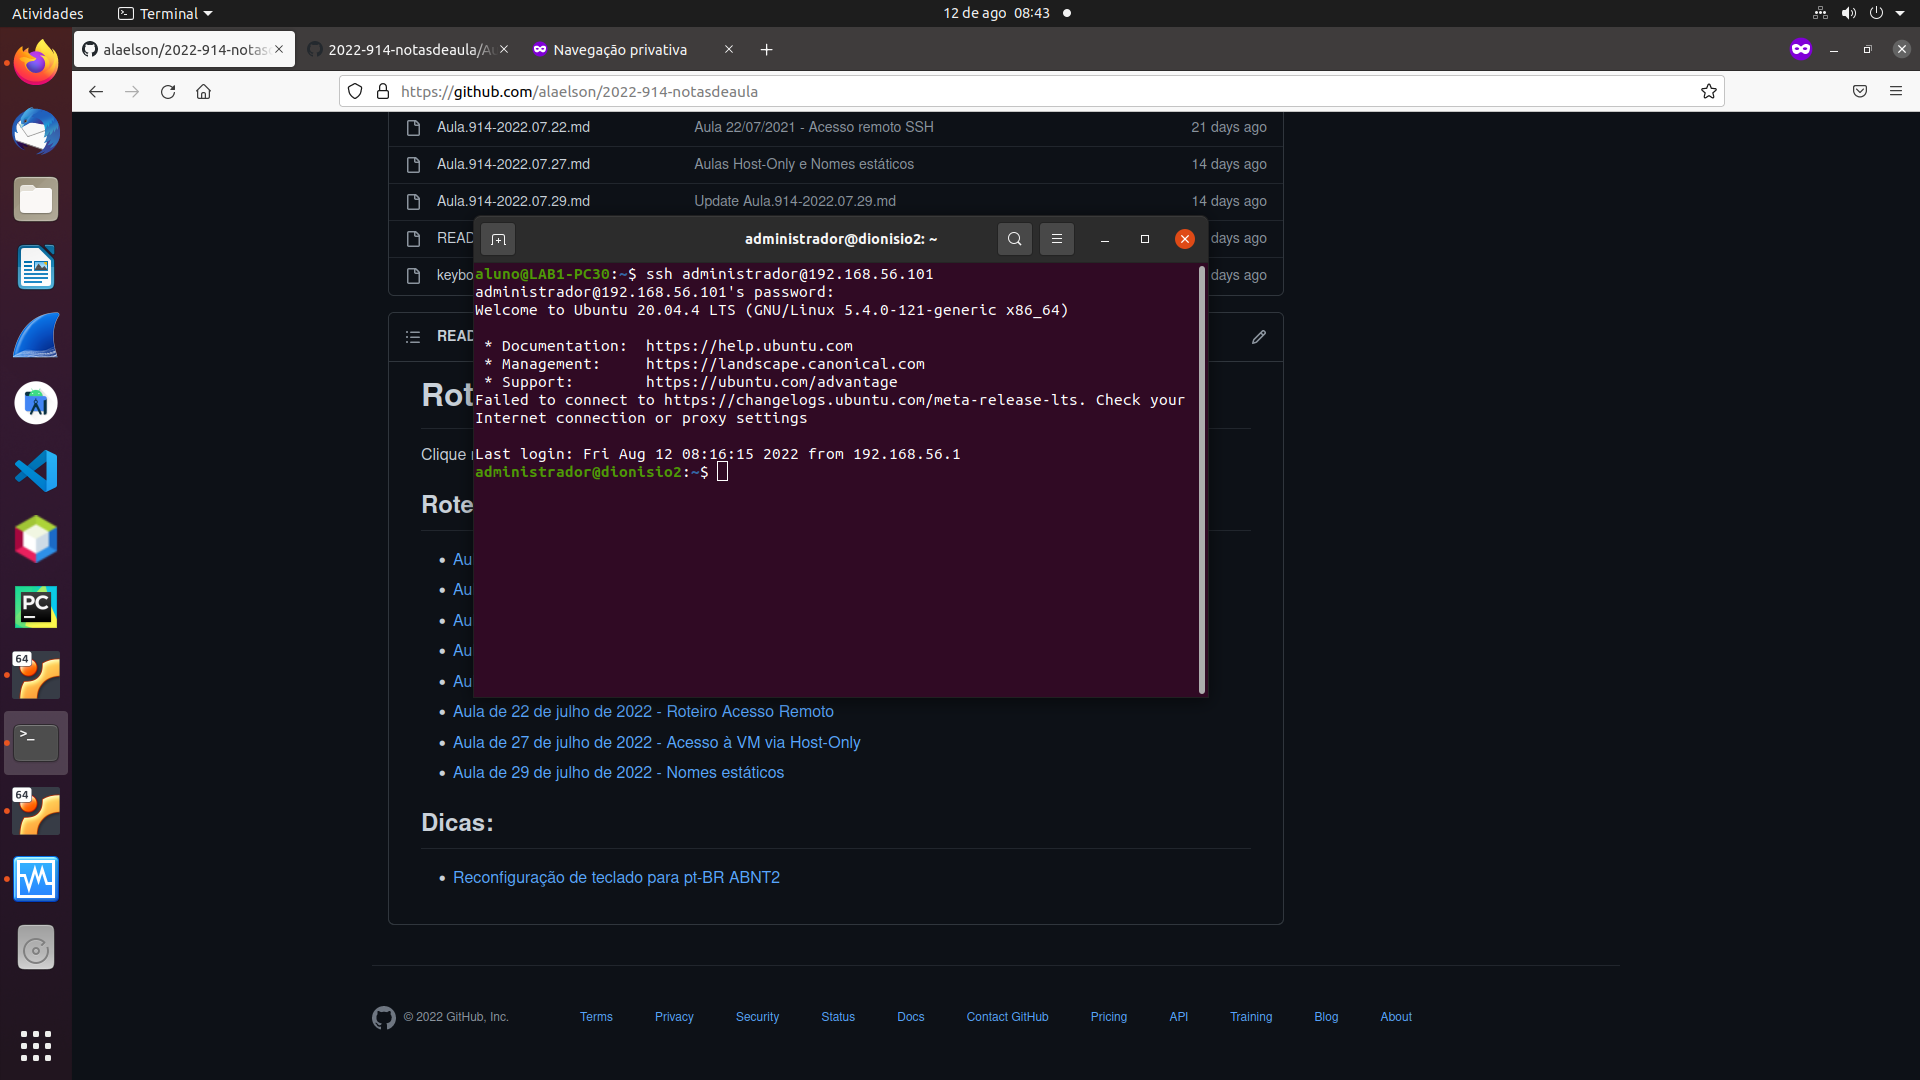 Atividades
Terminal
12 de ago 08:43
alaelson/2022-914-notas
2022-914-notasdeaula/Au
Navegação privativa
https://github.com/alaelson/2022-914-notasdeaula
Aula.914-2022.07.22.md Aula 22/07/2021 - Acesso remoto SSH 21 days ago
Aula.914-2022.07.27.md Aulas Host-Only e Nomes estáticos 14 days ago
Aula.914-2022.07.29.md Update Aula.914-2022.07.29.md 14 days ago
READ days ago
keybo days ago
administrador@dionisio2: ~
aluno@LAB1-PC30:~$ ssh administrador@192.168.56.101
administrador@192.168.56.101's password:
Welcome to Ubuntu 20.04.4 LTS (GNU/Linux 5.4.0-121-generic x86_64)
* Documentation: https://help.ubuntu.com
* Management: https://landscape.canonical.com
* Support: https://ubuntu.com/advantage
Failed to connect to https://changelogs.ubuntu.com/meta-release-lts. Check your
Internet connection or proxy settings
Last login: Fri Aug 12 08:16:15 2022 from 192.168.56.1
administrador@dionisio2:~$
READ
Rot
Clique
Rote
Au
Au
Au
Au
Au
Aula de 22 de julho de 2022 - Roteiro Acesso Remoto
Aula de 27 de julho de 2022 - Acesso à VM via Host-Only
Aula de 29 de julho de 2022 - Nomes estáticos
Dicas:
Reconfiguração de teclado para pt-BR ABNT2
© 2022 GitHub, Inc.
Terms
Privacy
Security
Status
Docs
Contact GitHub
Pricing
API
Training
Blog
About
PC
64
>_
64